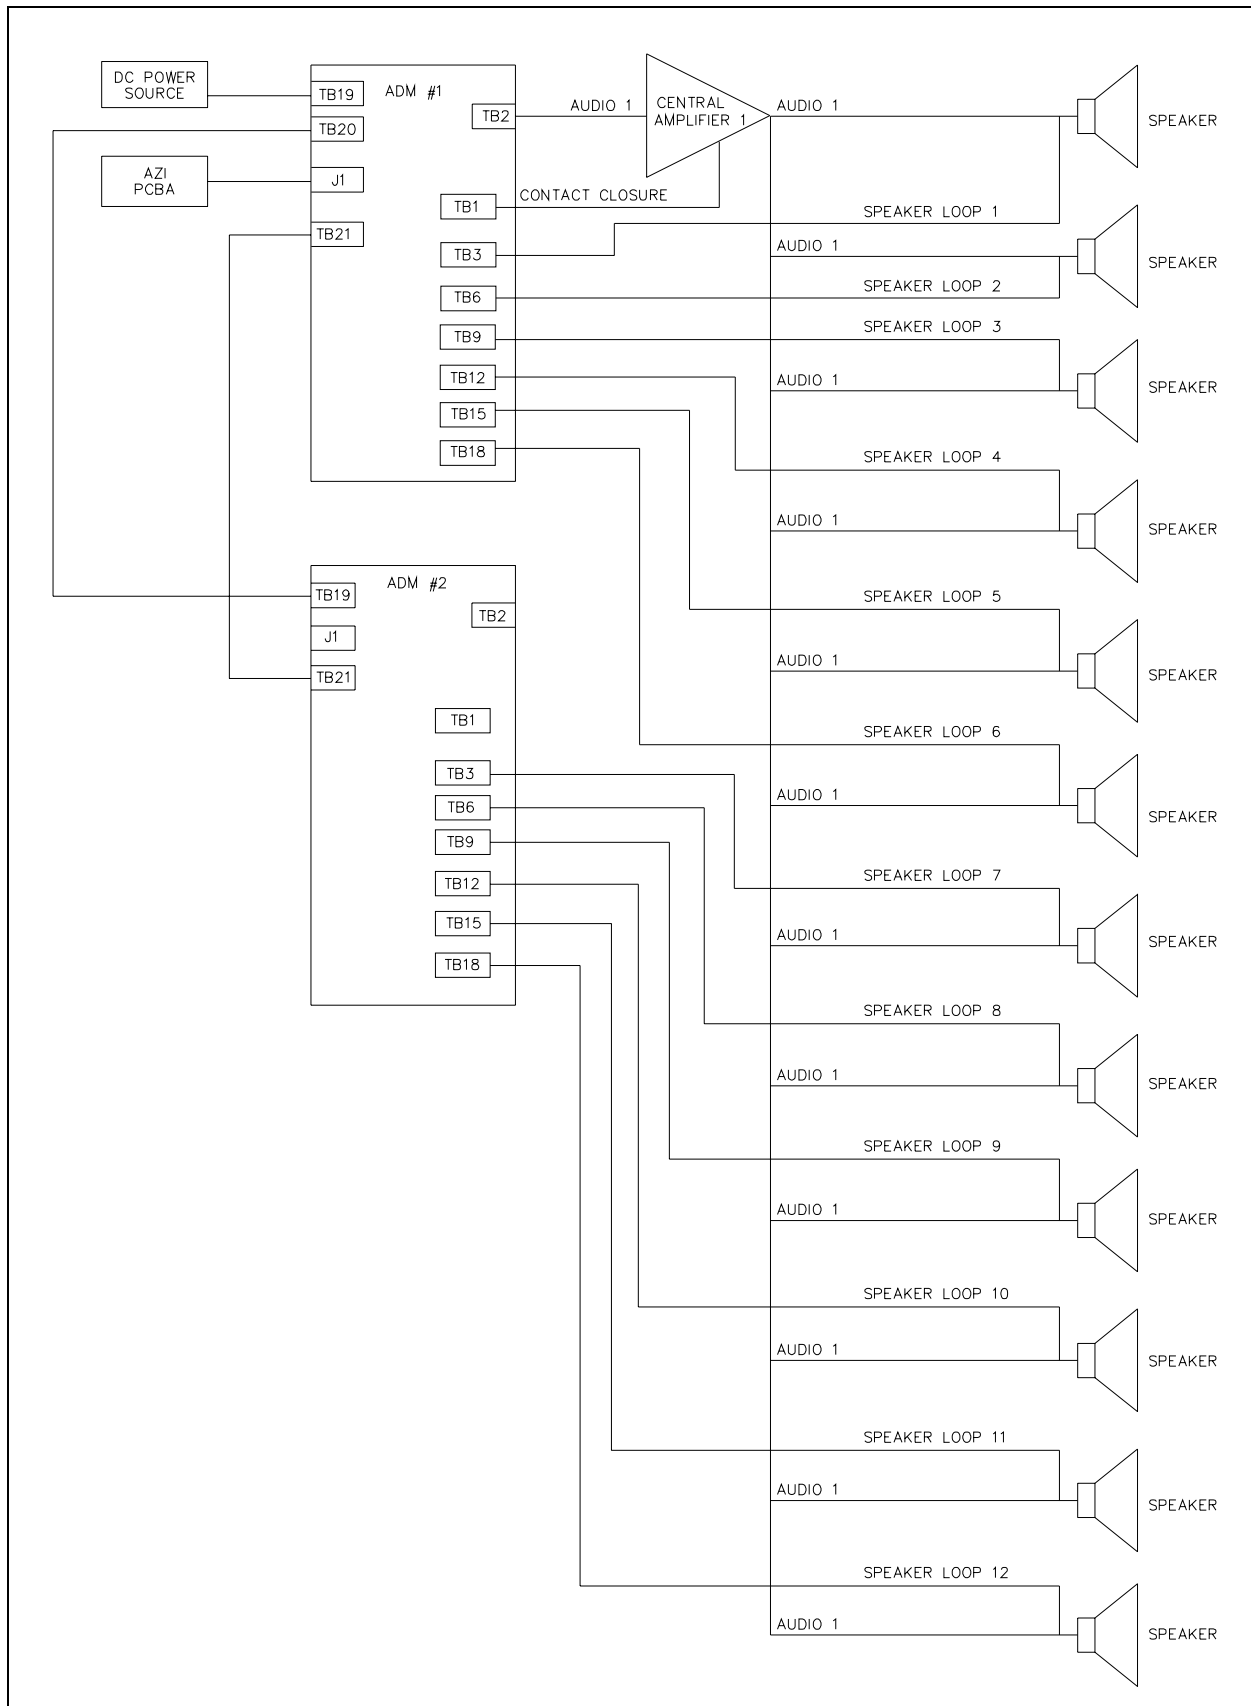 DC POWER
SOURCE
TB19
ADM #1
TB2
AUDIO 1
CENTRAL
AMPLIFIER 1
AUDIO 1
SPEAKER
TB20
AZI
PCBA
J1
TB1
CONTACT CLOSURE
SPEAKER LOOP 1
TB21
TB3
AUDIO 1
SPEAKER
TB6
SPEAKER LOOP 2
TB9
SPEAKER LOOP 3
TB12
AUDIO 1
SPEAKER
TB15
TB18
SPEAKER LOOP 4
AUDIO 1
SPEAKER
ADM #2
TB19
SPEAKER LOOP 5
TB2
J1
TB21
AUDIO 1
SPEAKER
TB1
SPEAKER LOOP 6
TB3
TB6
AUDIO 1
SPEAKER
TB9
TB12
SPEAKER LOOP 7
TB15
AUDIO 1
SPEAKER
TB18
SPEAKER LOOP 8
AUDIO 1
SPEAKER
SPEAKER LOOP 9
AUDIO 1
SPEAKER
SPEAKER LOOP 10
AUDIO 1
SPEAKER
SPEAKER LOOP 11
AUDIO 1
SPEAKER
SPEAKER LOOP 12
AUDIO 1
SPEAKER